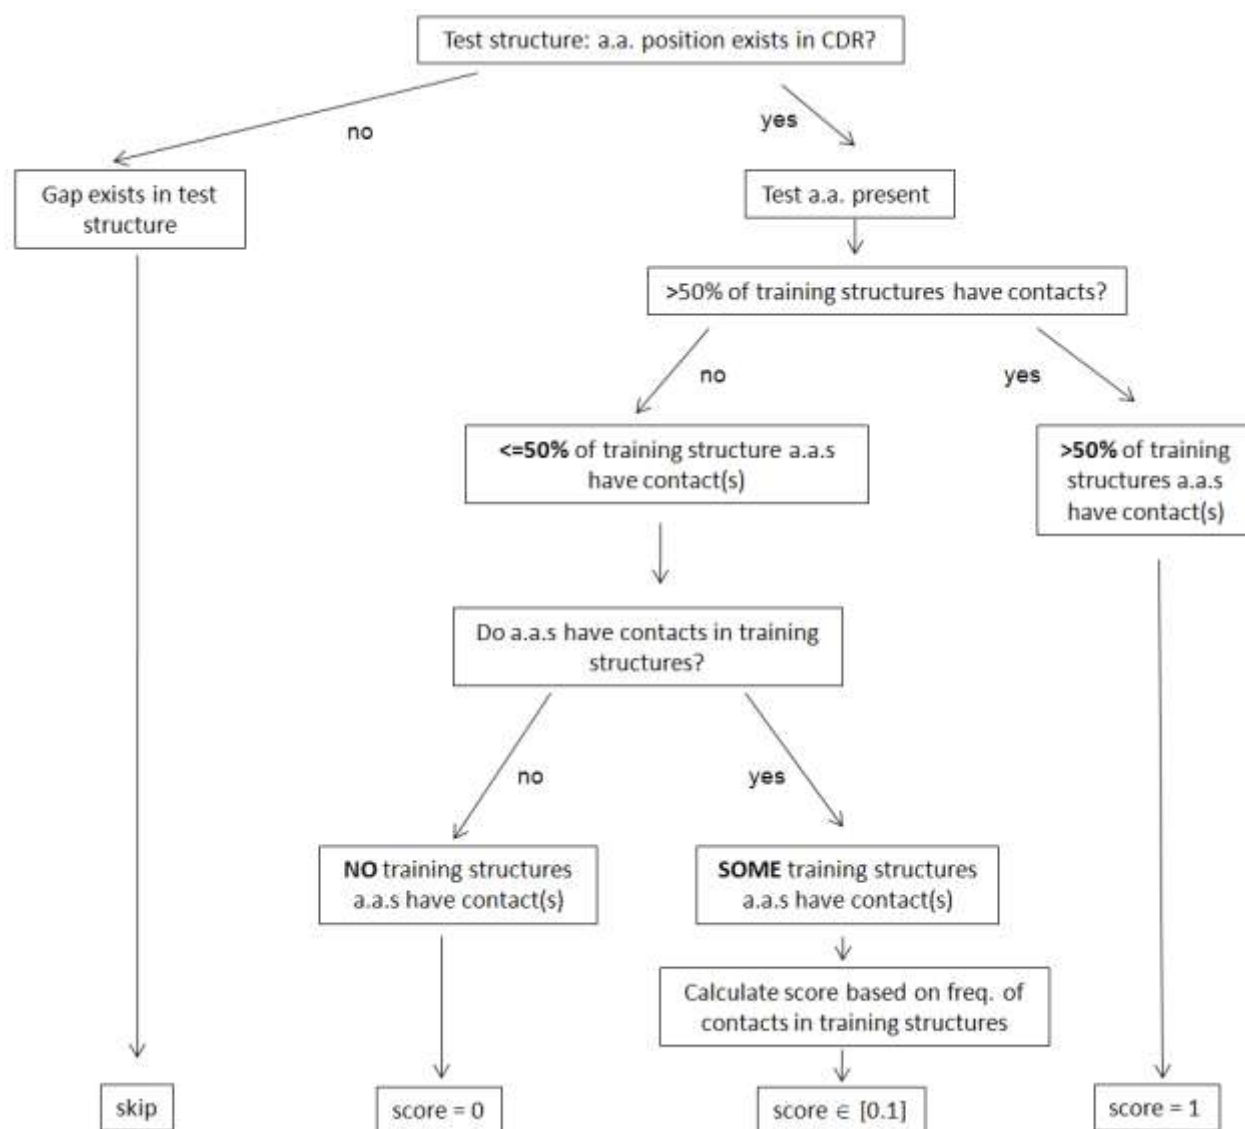 Test structure: a.a. position exists in CDR?
no
yes
Gap exists in test
structure
Test a.a. present
>50% of training structures have contacts?
no
yes
<=50% of training structure a.a.s
have contact(s)
>50% of training
structures a.a.s
have contact(s)
Do a.a.s have contacts in training
structures?
no
yes
NO training structures
a.a.s have contact(s)
SOME training structures
a.a.s have contact(s)
Calculate score based on freq. of
contacts in training structures
skip
score = 0
score ∈ [0.1]
score = 1